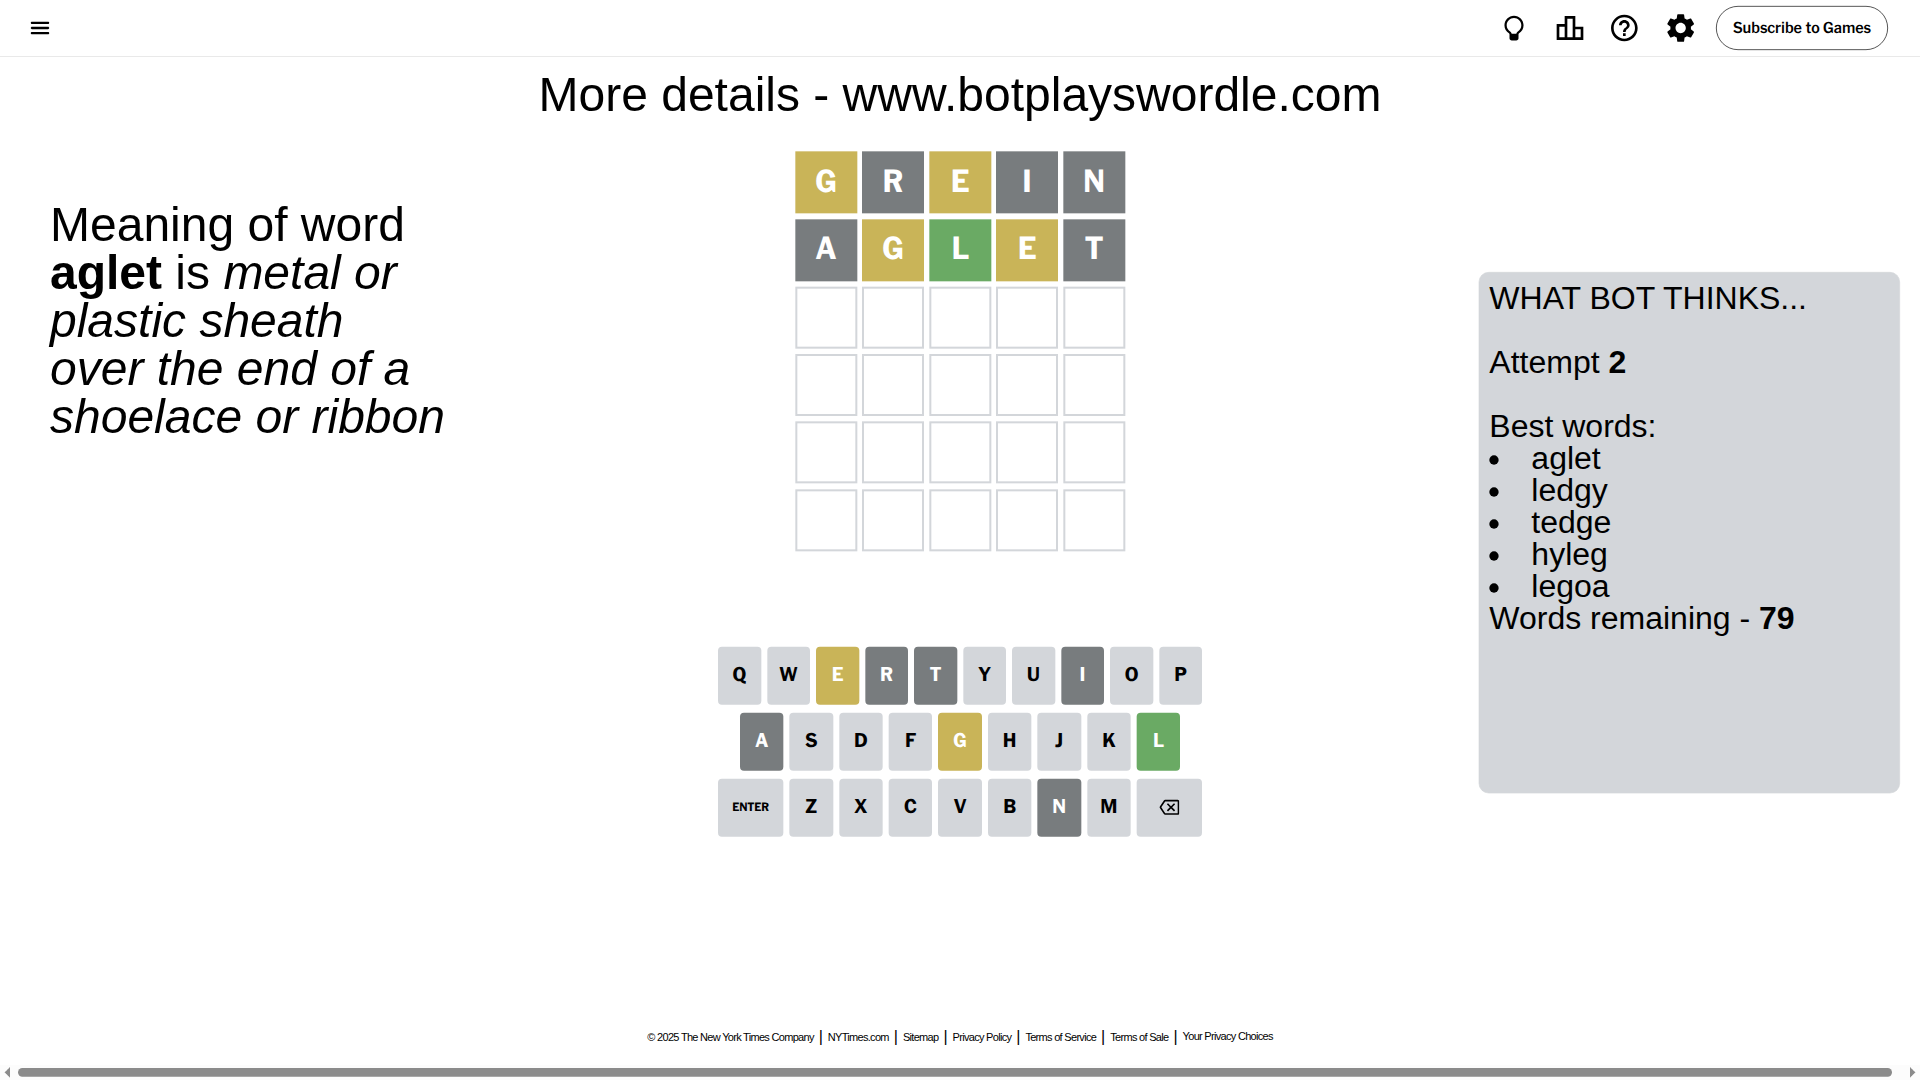 Subscribe to Games
More details - www.botplayswordle.com
Meaning of word
aglet is metal or
plastic sheath
over the end of a
shoelace or ribbon
G R E I N
A G L E T
WHAT BOT THINKS...
Attempt 2
Best words:
• aglet
• ledgy
• tedge
• hyleg
• legoa
Words remaining - 79
Q W E R T Y U I O P
A S D F G H J K L
ENTER Z X C V B N M
© 2025 The New York Times Company | NYTimes.com | Sitemap | Privacy Policy | Terms of Service | Terms of Sale | Your Privacy Choices